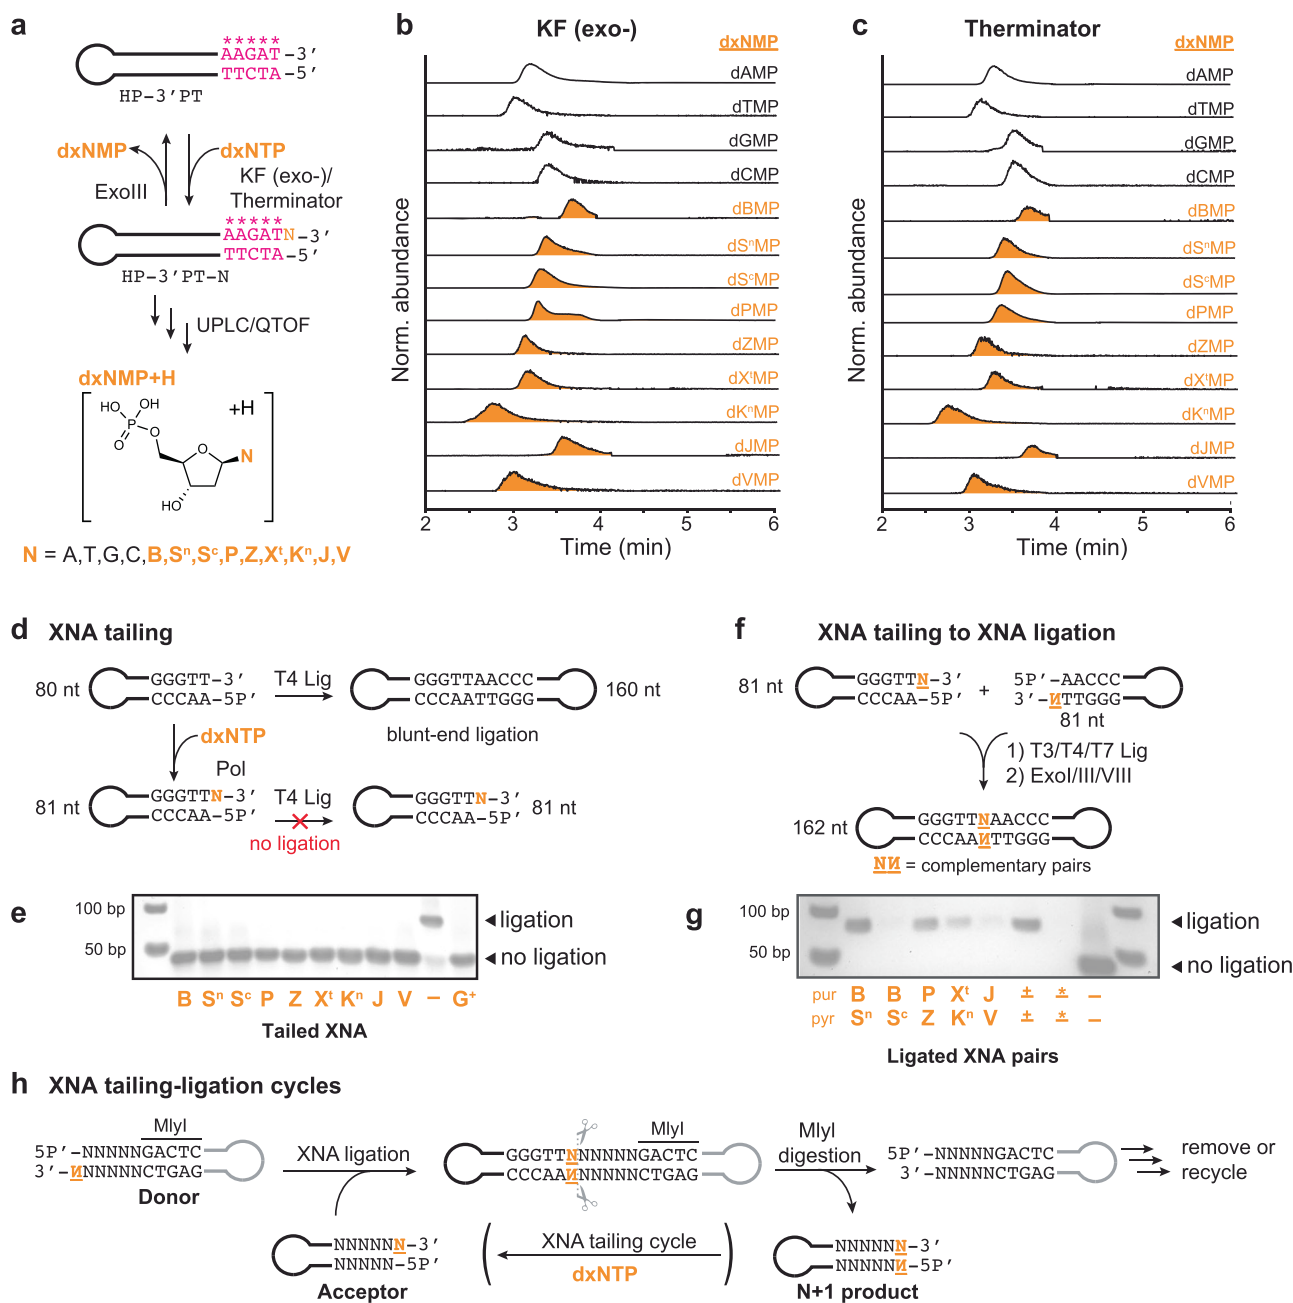 a
*****
AAGAT-3′
TTCTA-5′
HP-3′PT
dxNMP
dxNTP
ExoIII
KF (exo-)/
Therminator
*****
AAGATN-3′
TTCTA-5′
HP-3′PT-N
UPLC/QTOF
dxNMP+H
+H
HO
OH
P
O
O
O
N
HO
N = A,T,G,C,B,Sⁿ,Sᶜ,P,Z,Xᵗ,Kⁿ,J,V
b
KF (exo-)
dxNMP
Norm. abundance
dAMP
dTMP
dGMP
dCMP
dBMP
dSⁿMP
dSᶜMP
dPMP
dZMP
dXᵗMP
dKⁿMP
dJMP
dVMP
2 3 4 5 6
Time (min)
c
Therminator
dxNMP
Norm. abundance
dAMP
dTMP
dGMP
dCMP
dBMP
dSⁿMP
dSᶜMP
dPMP
dZMP
dXᵗMP
dKⁿMP
dJMP
dVMP
2 3 4 5 6
Time (min)
d XNA tailing
80 nt
GGGTT-3′
CCCAA-5P′
T4 Lig
GGGTTAACCC
CCCAATTGGG
160 nt
blunt-end ligation
dxNTP
Pol
81 nt
GGGTTN-3′
CCCAA-5P′
T4 Lig
no ligation
GGGTTN-3′
CCCAA-5P′
81 nt
e
100 bp
50 bp
ligation
no ligation
B Sⁿ Sᶜ P Z Xᵗ Kⁿ J V – G⁺
Tailed XNA
f XNA tailing to XNA ligation
81 nt
GGGTTN-3′
CCCAA-5P′
+
5P′-AACCC
3′-ИTTGGG
81 nt
1) T3/T4/T7 Lig
2) ExoI/III/VIII
162 nt
GGGTTNAACCC
CCCAAИTTGGG
NИ = complementary pairs
g
100 bp
50 bp
ligation
no ligation
pur B B P Xᵗ J + * –
pyr Sⁿ Sᶜ Z Kⁿ V + * –
Ligated XNA pairs
h XNA tailing-ligation cycles
MlyI
5P′-NNNNNGACTC
3′-ИNNNNNCTGAG
Donor
XNA ligation
NNNNNN-3′
NNNNN-5P′
Acceptor
MlyI
GGGTTNNNNNNGACTC
CCCAAИNNNNNCTGAG
MlyI
digestion
5P′-NNNNNGACTC
3′-NNNNNCTGAG
remove or
recycle
XNA tailing cycle
dxNTP
NNNNNN-3′
NNNNNИ-5P′
N+1 product